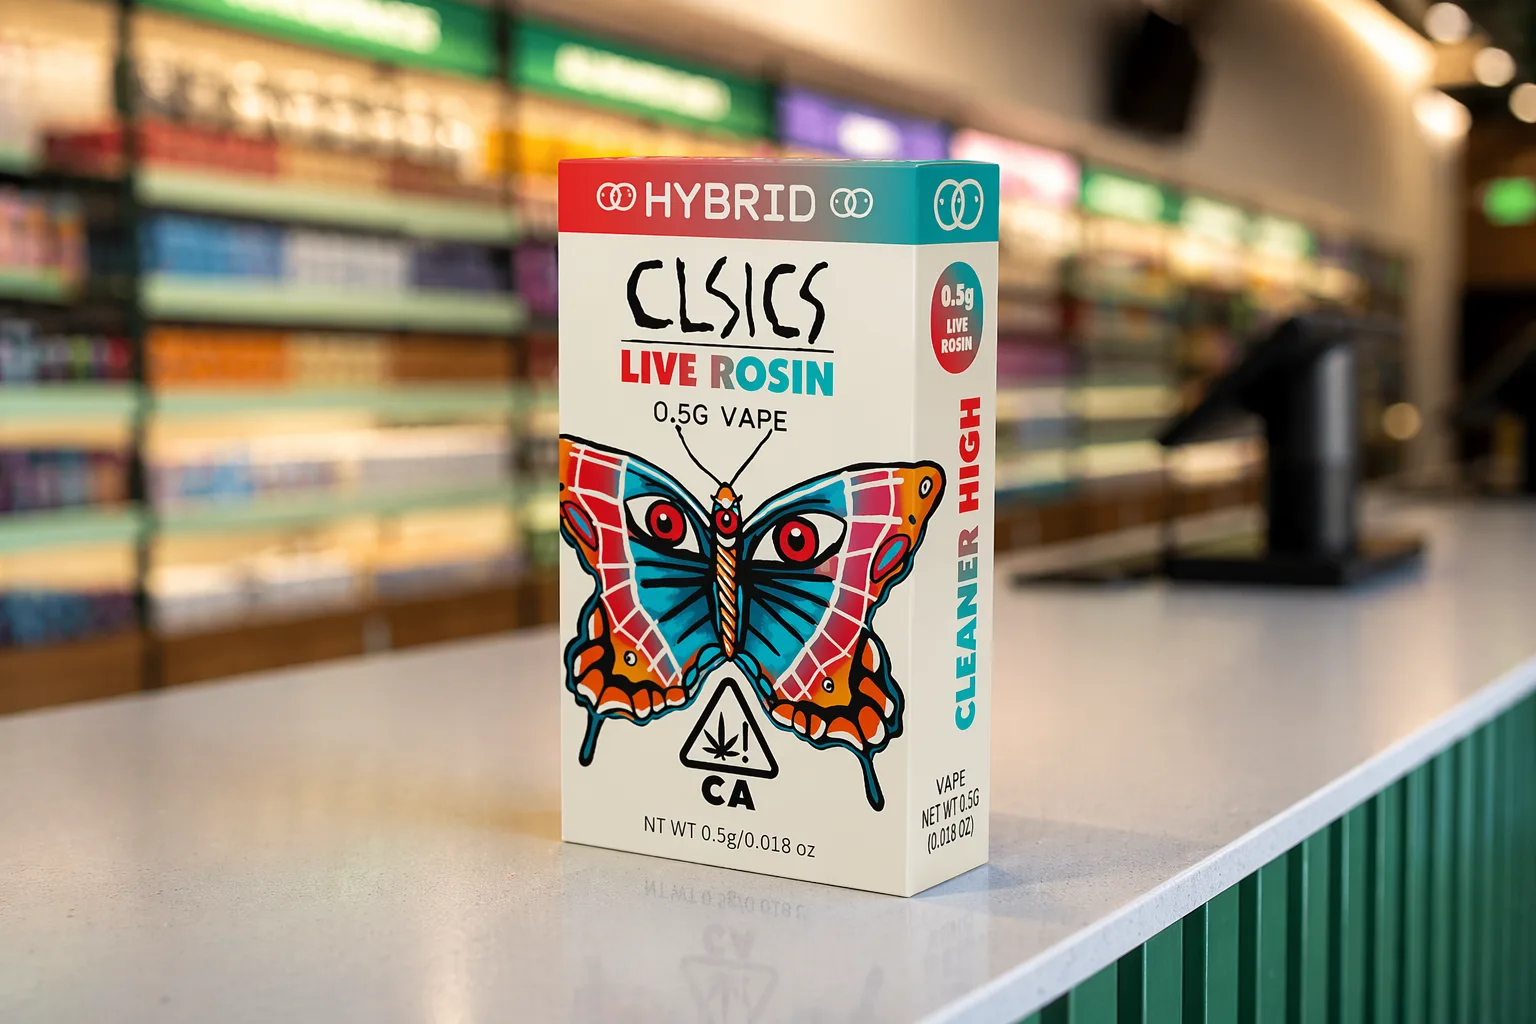 HYBRID
CLSICS
LIVE ROSIN
0.5G VAPE
CA
NT WT 0.5g/0.018 oz
0.5g
LIVE
ROSIN
CLEANER HIGH
VAPE
NET WT 0.5G
(0.018 OZ)